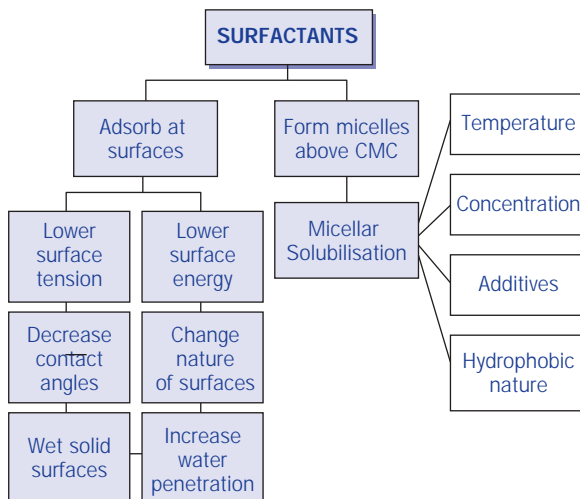 SURFACTANTS
Adsorb at
surfaces
Form micelles
above CMC
Temperature
Concentration
Additives
Hydrophobic
nature
Micellar
Solubilisation
Lower
surface
tension
Lower
surface
energy
Decrease
contact
angles
Change
nature
of surfaces
Wet solid
surfaces
Increase
water
penetration